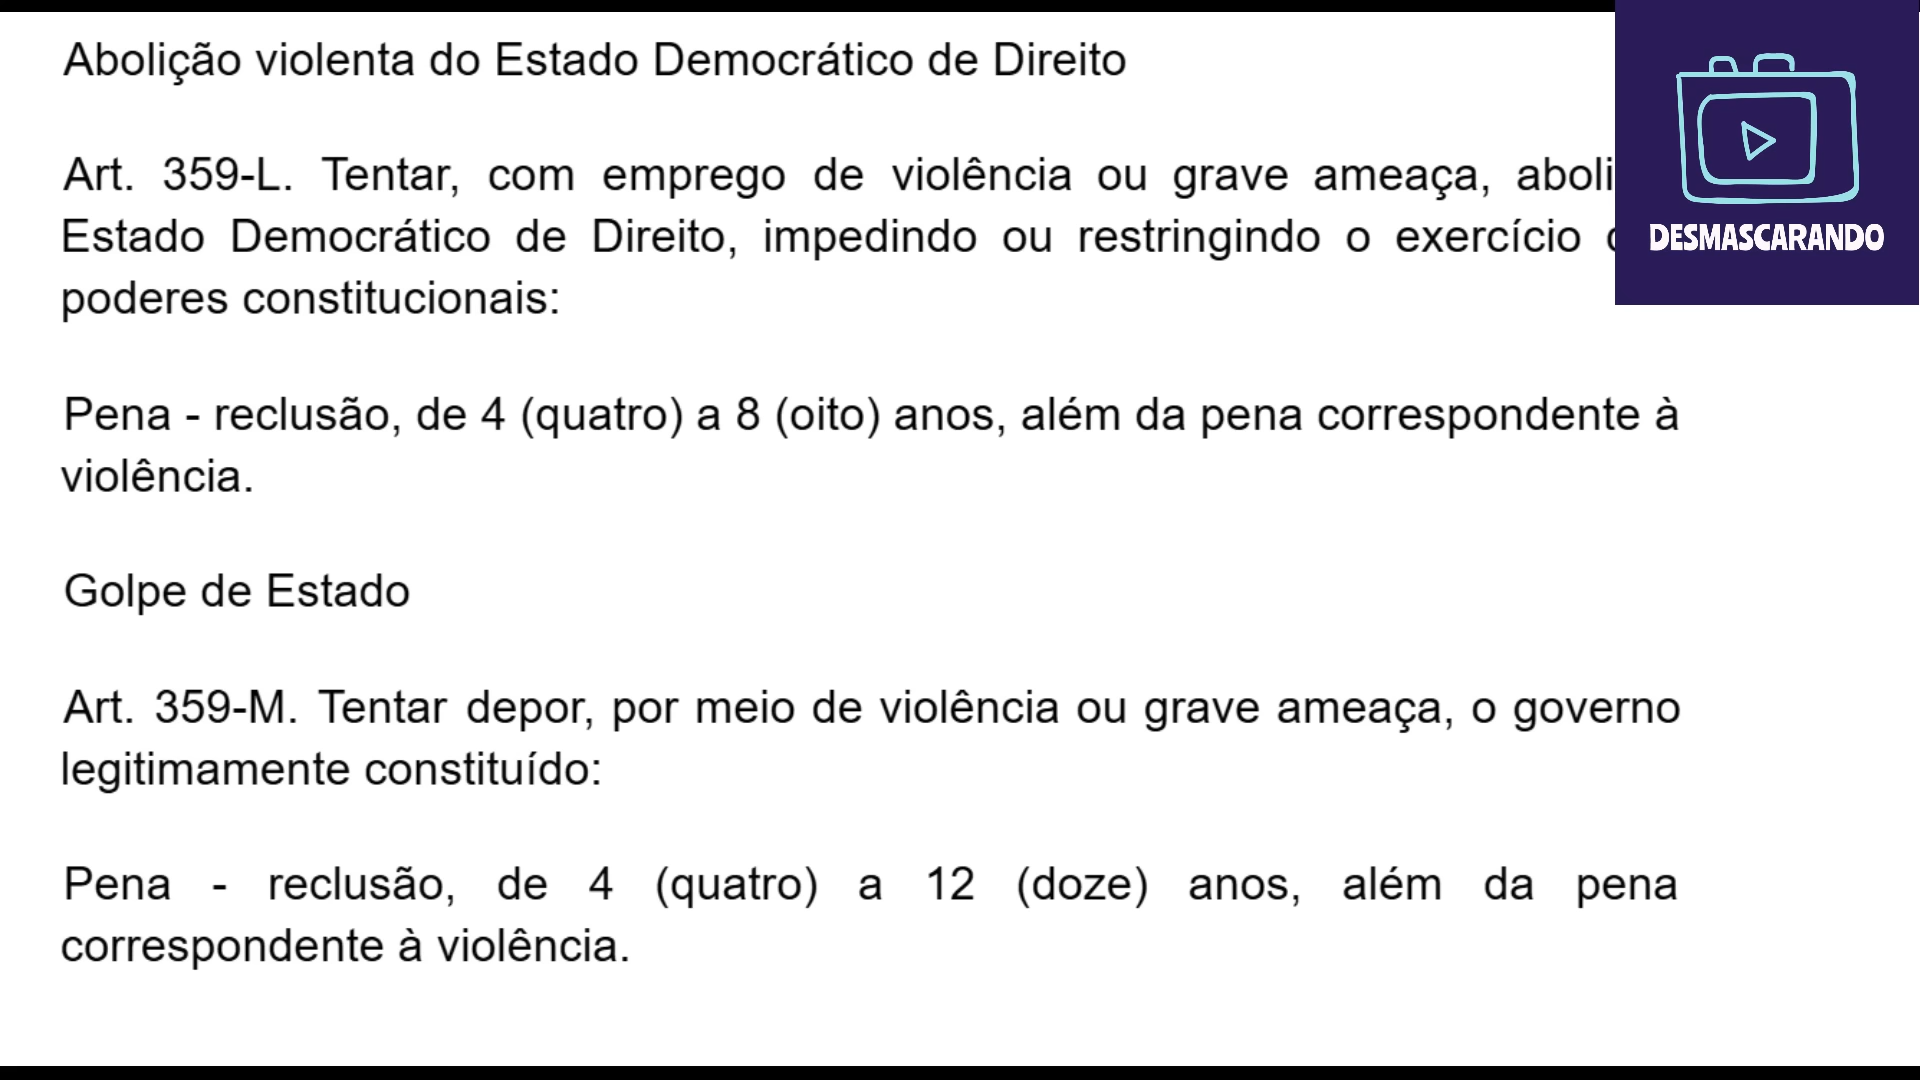 Abolição violenta do Estado Democrático de Direito
Art. 359-L. Tentar, com emprego de violência ou grave ameaça,
Estado Democrático de Direito, impedindo ou restringindo o exercício
poderes constitucionais:
Pena - reclusão, de 4 (quatro) a 8 (oito) anos, além da pena correspondente à
violência.
Golpe de Estado
Art. 359-M. Tentar depor, por meio de violência ou grave ameaça, o governo
legitimamente constituído:
Pena - reclusão, de 4 (quatro) a 12 (doze) anos, além da pena
correspondente à violência.
DESMASCARANDO